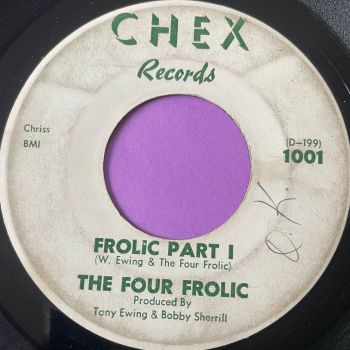 CHEX
Records
Chriss
BMI
(D-199)
1001
O.K.
FROLiC PART I
(W. Ewing & The Four Frolic)
THE FOUR FROLIC
Produced By
Tony Ewing & Bobby Sherrill